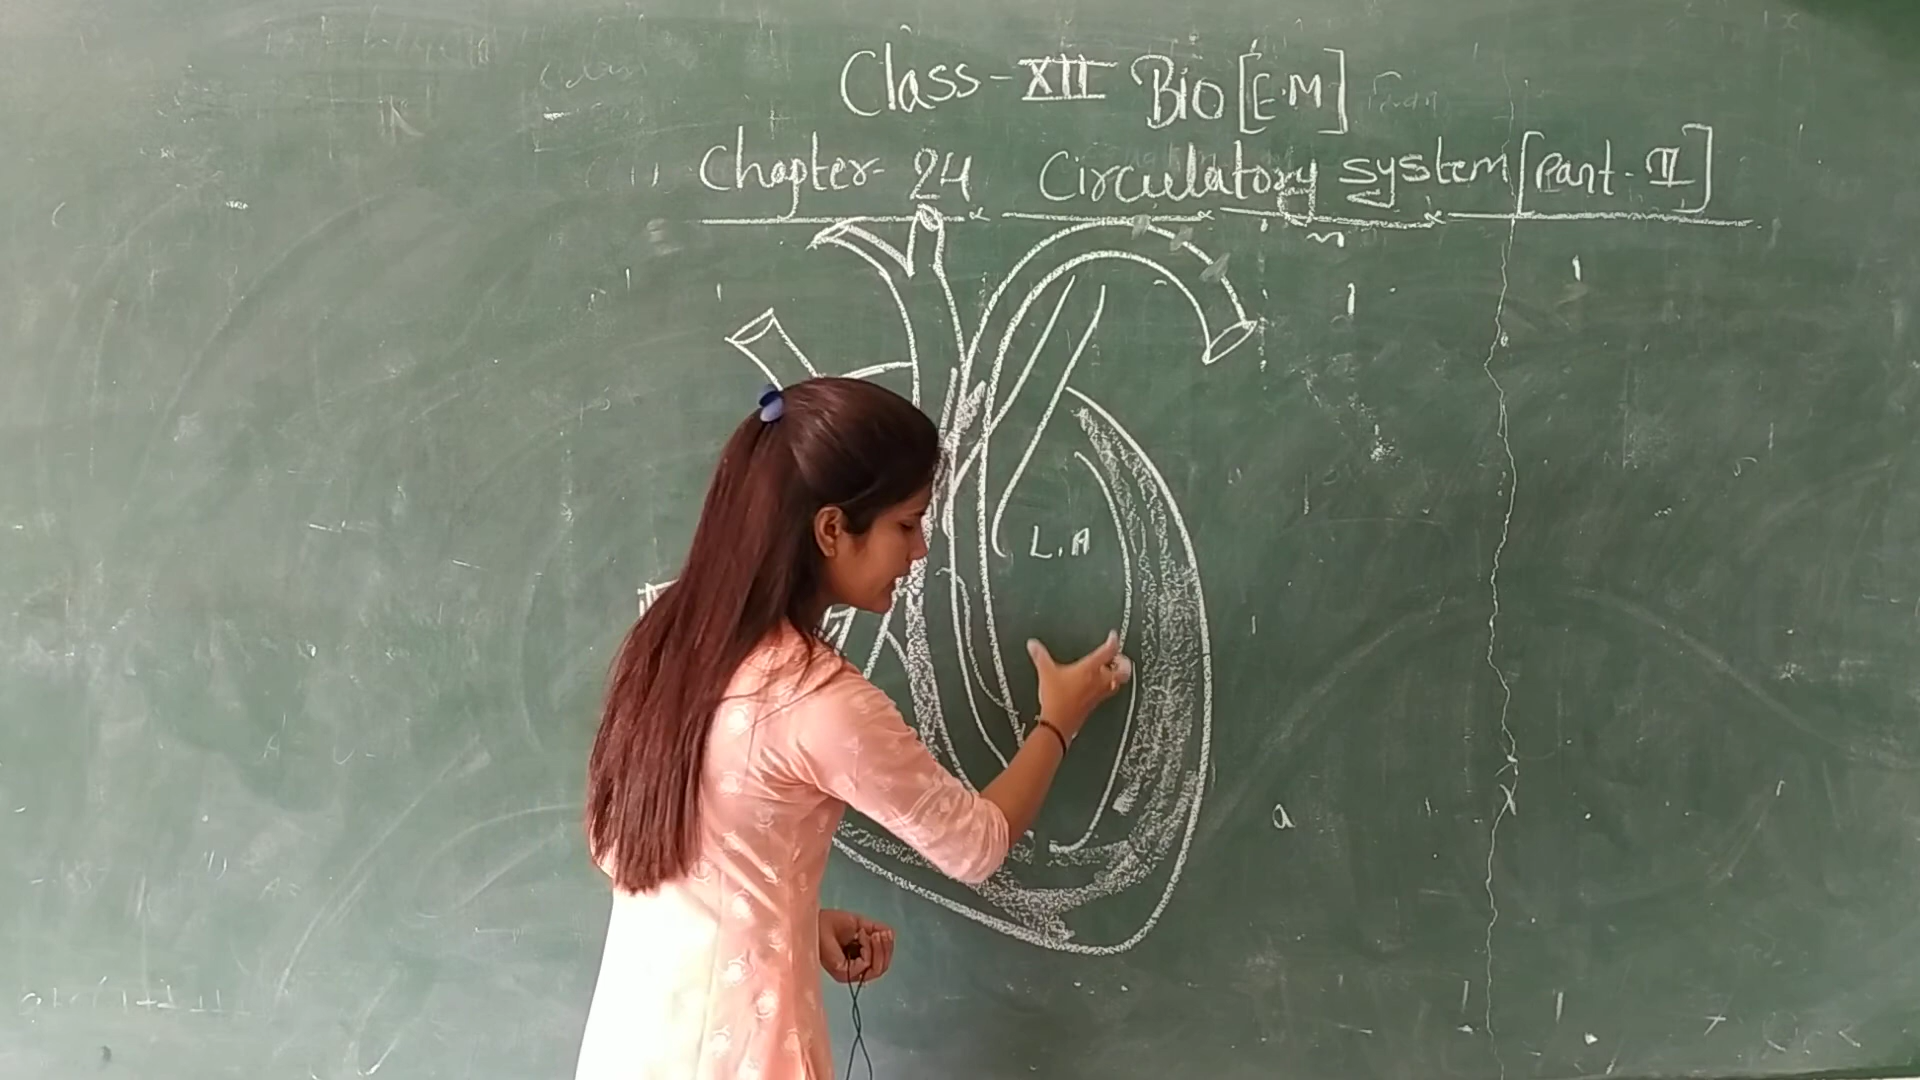 Class - XII Bio [E.M]
Chapter - 24 Circulatory system [Part - II]
L.A
a